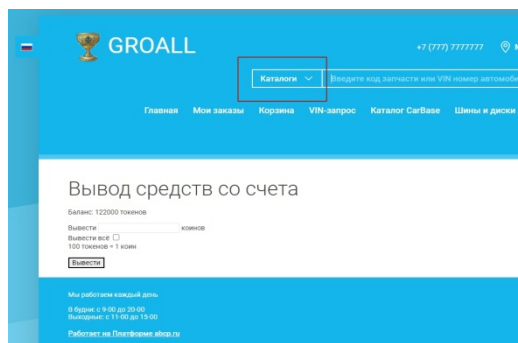 GROALL
+7 (777) 7777777
Каталоги
Введите код запчасти или VIN номер автомоби
Главная Мои заказы Корзина VIN-запрос Каталог CarBase Шины и диски
Вывод средств со счета
Баланс: 122000 токенов
Вывести коинов
Вывести всё
100 токенов = 1 коин
Вывести
Мы работаем каждый день
В будни: с 9-00 до 20-00
Выходные: с 11-00 до 15-00
Работает на Платформе abcp.ru